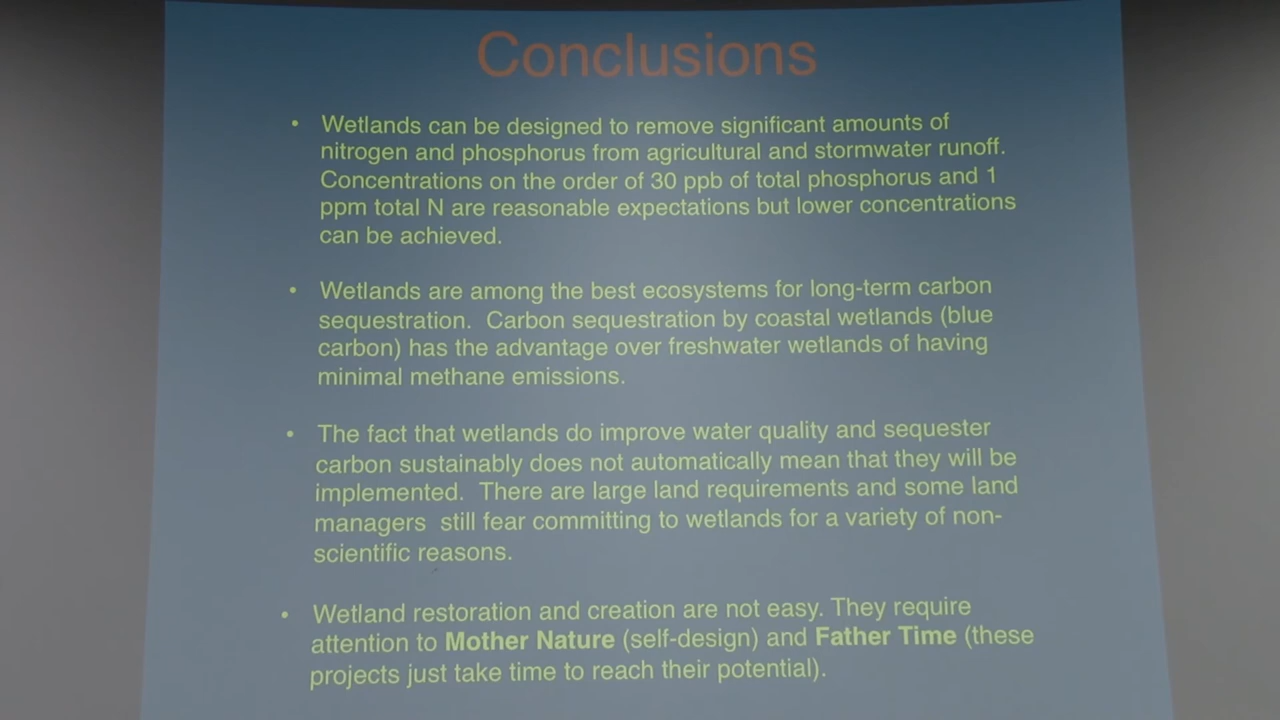 Conclusions
• Wetlands can be designed to remove significant amounts of
nitrogen and phosphorus from agricultural and stormwater runoff.
Concentrations on the order of 30 ppb of total phosphorus and 1
ppm total N are reasonable expectations but lower concentrations
can be achieved.
• Wetlands are among the best ecosystems for long-term carbon
sequestration.  Carbon sequestration by coastal wetlands (blue
carbon) has the advantage over freshwater wetlands of having
minimal methane emissions.
• The fact that wetlands do improve water quality and sequester
carbon sustainably does not automatically mean that they will be
implemented.  There are large land requirements and some land
managers  still fear committing to wetlands for a variety of non-
scientific reasons.
• Wetland restoration and creation are not easy. They require
attention to Mother Nature (self-design) and Father Time (these
projects just take time to reach their potential).